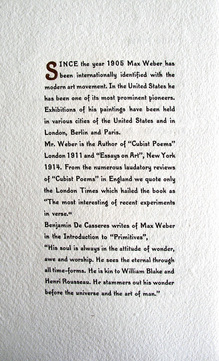 SINCE the year 1905 Max Weber has
been internationally identified with the
modern art movement. In the United States he
has been one of its most prominent pioneers.
Exhibitions of his paintings have been held
in various cities of the United States and in
London, Berlin and Paris.
Mr. Weber is the Author of "Cubist Poems"
London 1911 and "Essays on Art", New York
1914. From the numerous laudatory reviews
of "Cubist Poems" in England we quote only
the London Times which hailed the book as
"The most interesting of recent experiments
in verse."
Benjamin De Casseres writes of Max Weber
in the Introduction to "Primitives",
"His soul is always in the attitude of wonder,
awe and worship. He sees the eternal through
all time-forms. He is kin to William Blake and
Henri Rousseau. He stammers out his wonder
before the universe and the art of man."